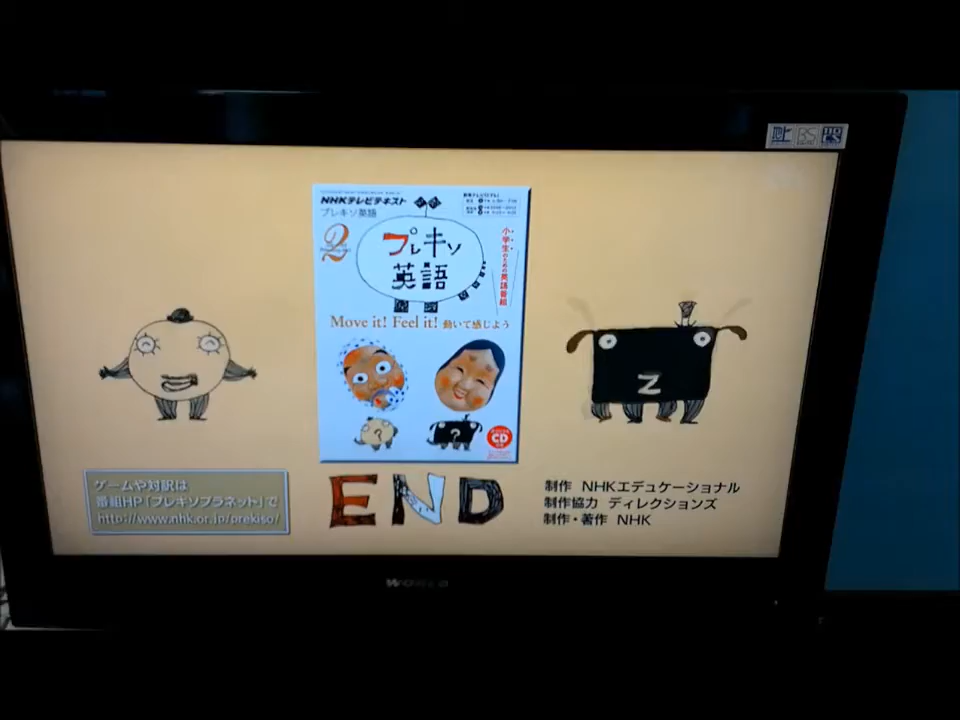 地上
BS
NHKテレビテキスト
プレキソ英語
2
プレキソ
英語
小学生のための英語番組
Move it! Feel it! 動いて感じよう
Z
?
?
CD
ゲームや対訳は
番組HP「プレキソプラネット」で
http://www.nhk.or.jp/prekiso/
END
制作 NHKエデュケーショナル
制作協力 ディレクションズ
制作・著作 NHK
WORLD